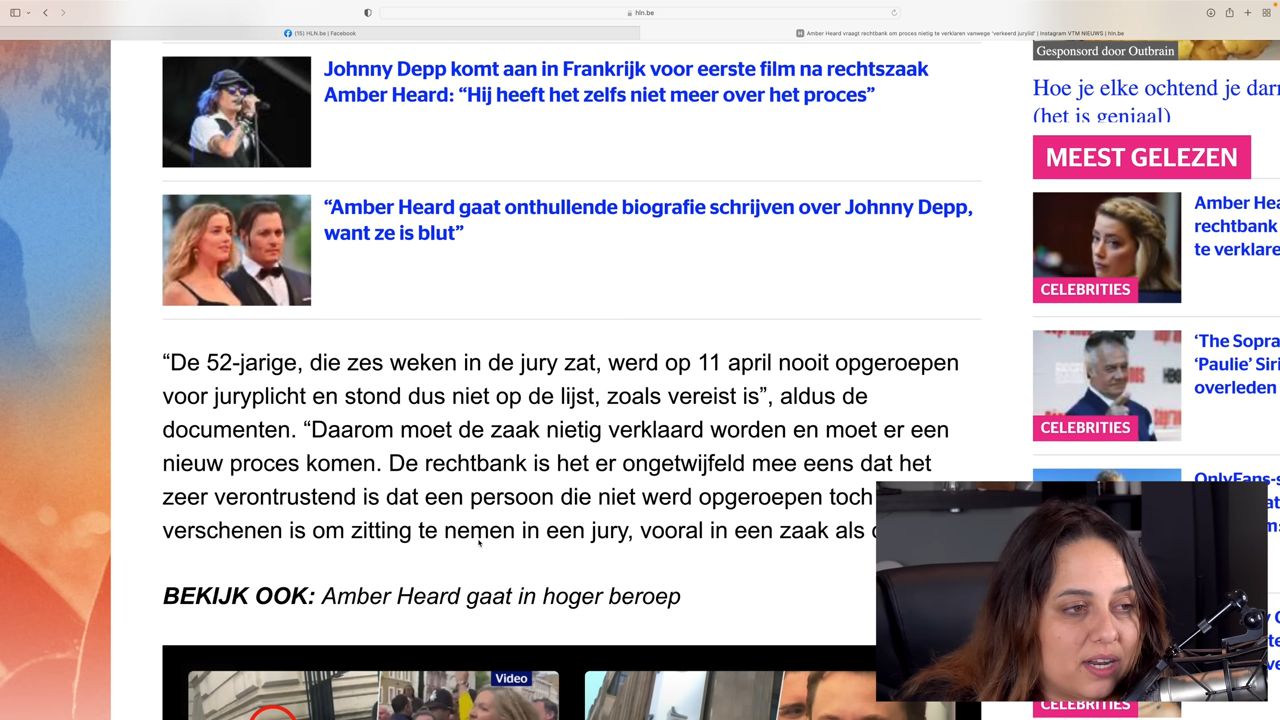 hln.be
(15) HLN.be | Facebook
Amber Heard vraagt rechtbank om proces nietig te verklaren vanwege 'verkeerd jurylid' | Instagram VTM NIEUWS | hln.be
Johnny Depp komt aan in Frankrijk voor eerste film na rechtszaak
Amber Heard: “Hij heeft het zelfs niet meer over het proces”
“Amber Heard gaat onthullende biografie schrijven over Johnny Depp,
want ze is blut”
“De 52-jarige, die zes weken in de jury zat, werd op 11 april nooit opgeroepen
voor juryplicht en stond dus niet op de lijst, zoals vereist is”, aldus de
documenten. “Daarom moet de zaak nietig verklaard worden en moet er een
nieuw proces komen. De rechtbank is het er ongetwijfeld mee eens dat het
zeer verontrustend is dat een persoon die niet werd opgeroepen toch
verschenen is om zitting te nemen in een jury, vooral in een zaak als
BEKIJK OOK: Amber Heard gaat in hoger beroep
Video
Gesponsord door Outbrain
Hoe je elke ochtend je
(het is geniaal)
MEEST GELEZEN
Amber
rechtbank
te
CELEBRITIES
‘The
‘Paulie’
overleden
CELEBRITIES
CELEBRITIES